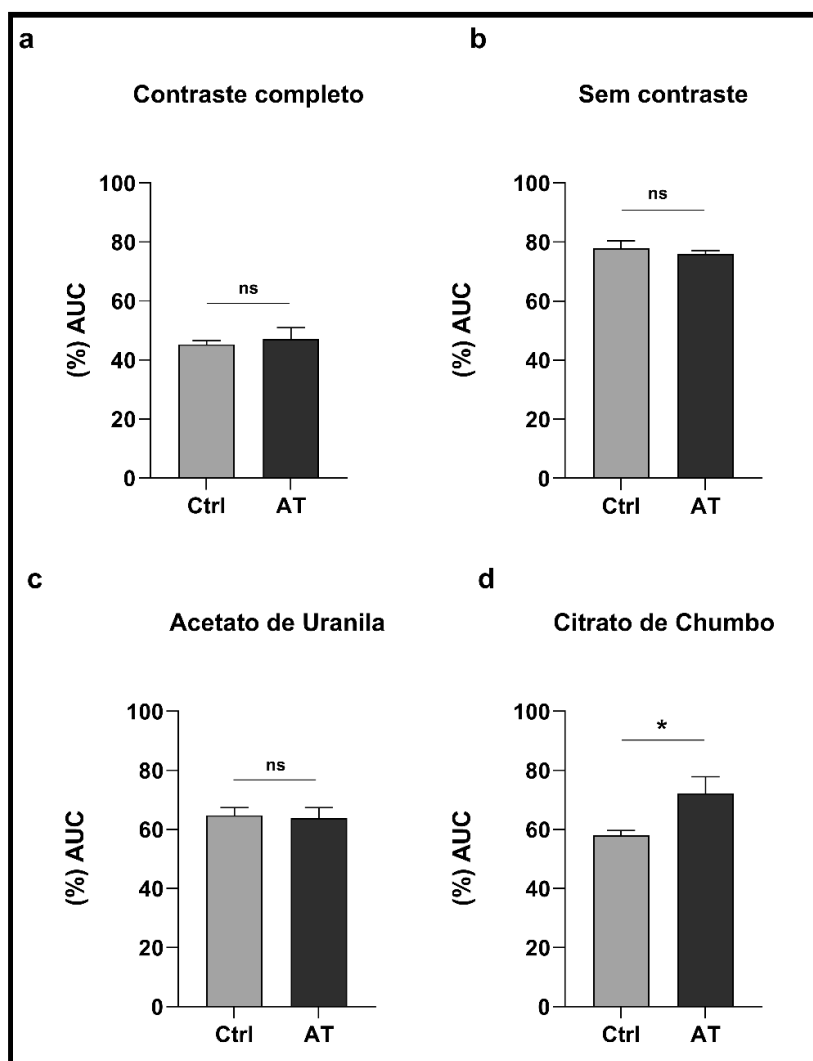 a
Contraste completo
(%) AUC
100
80
60
40
20
0
ns
Ctrl
AT
b
Sem contraste
(%) AUC
100
80
60
40
20
0
ns
Ctrl
AT
c
Acetato de Uranila
(%) AUC
100
80
60
40
20
0
ns
Ctrl
AT
d
Citrato de Chumbo
(%) AUC
100
80
60
40
20
0
*
Ctrl
AT